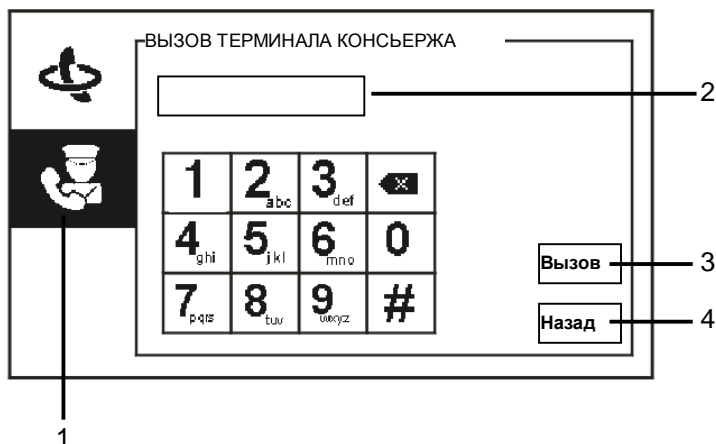 ВЫЗОВ ТЕРМИНАЛА КОНСЬЕРЖА
2
1 2abc 3def
4ghi 5jkl 6mno 0
Вызов 3
7pqrs 8tuv 9wxyz #
Назад 4
1